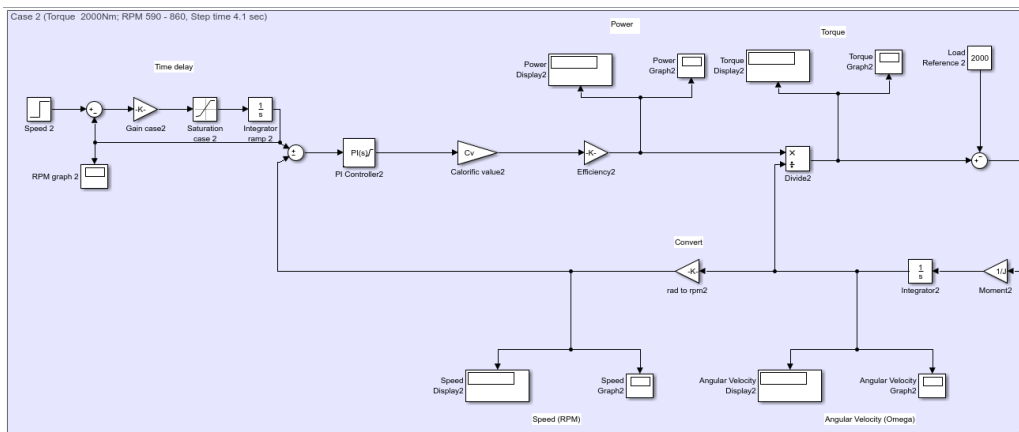 Case 2 (Torque 2000Nm; RPM 590 - 860, Step time 4.1 sec)
Power
Torque
Time delay
Power
Display2
Power
Graph2
Torque
Display2
Torque
Graph2
Load
Reference 2
2000
Speed 2
-K-
Gain case2
Saturation
case 2
1
s
Integrator
ramp 2
RPM graph 2
PI(s)
PI Controller2
Cv
Calorific value2
-K-
Efficiency2
×
÷
Divide2
Convert
-K-
rad to rpm2
1
s
Integrator2
1/J
Moment2
Speed
Display2
Speed
Graph2
Angular Velocity
Display2
Angular Velocity
Graph2
Speed (RPM)
Angular Velocity (Omega)